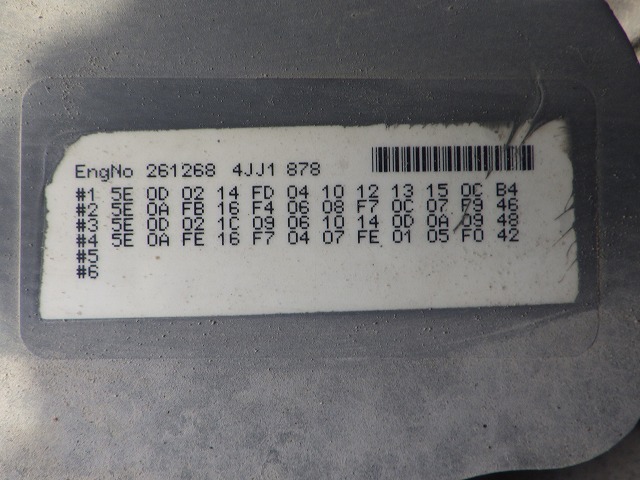 EngNo 261268 4JJ1 878
#1 5E 0D 02 14 FD 04 10 12 13 15 0C B4
#2 5E 0A FB 16 F4 06 08 F7 0C 07 F9 46
#3 5E 0D 02 1C 09 06 10 14 0D 0A 09 48
#4 5E 0A FE 16 F7 04 07 FE 01 05 F0 42
#5
#6